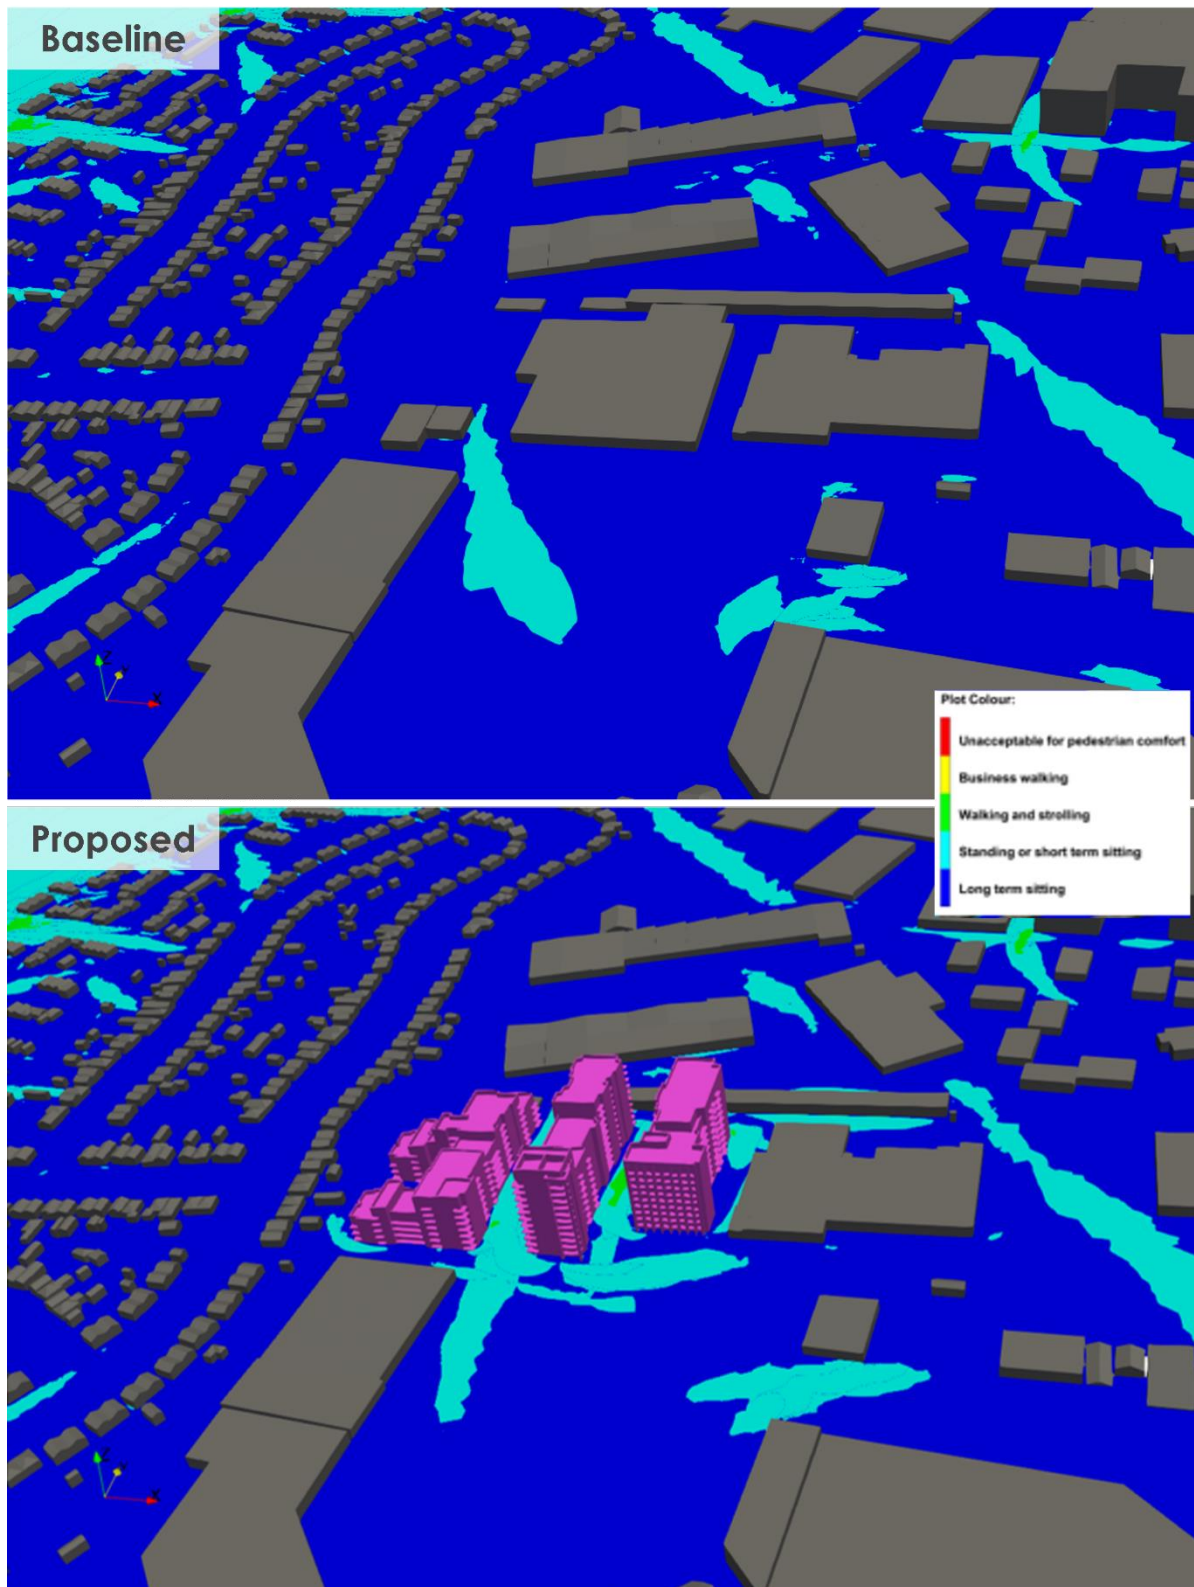 Baseline
Z
Y
X
Plot Colour:
Unacceptable for pedestrian comfort
Business walking
Walking and strolling
Standing or short term sitting
Long term sitting
Proposed
Z
Y
X